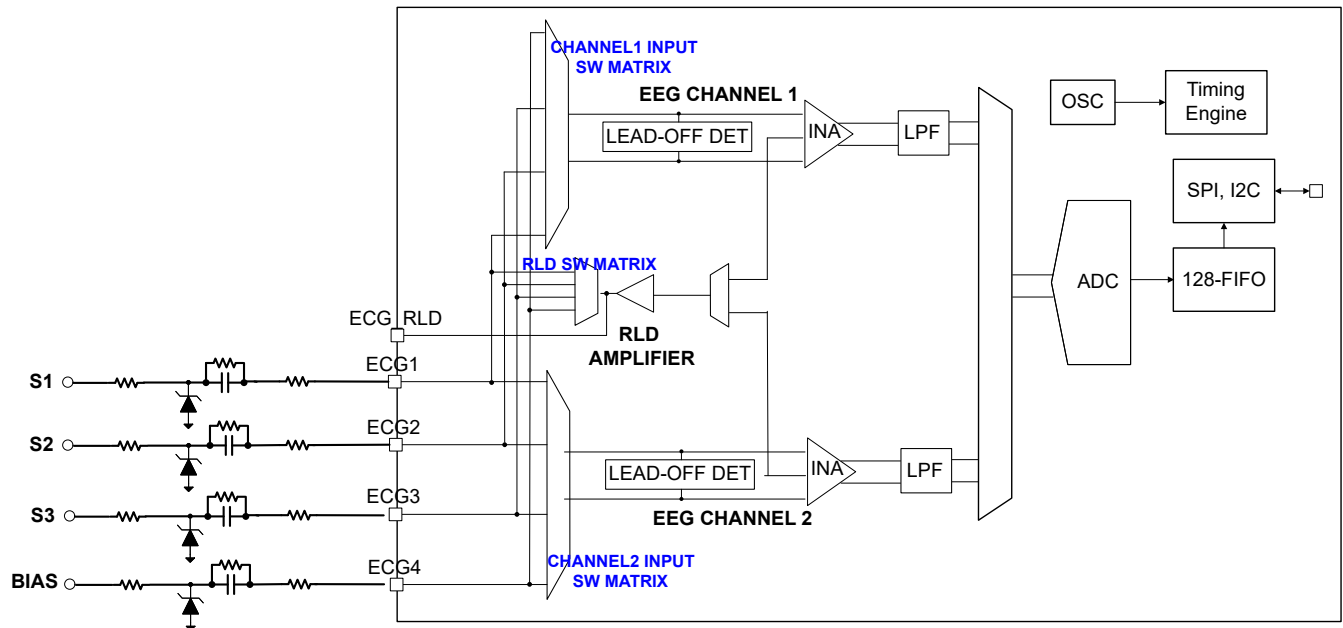 CHANNEL1 INPUT
SW MATRIX
EEG CHANNEL 1
LEAD-OFF DET
INA
LPF
OSC
Timing
Engine
SPI, I2C
128-FIFO
ADC
RLD SW MATRIX
RLD
AMPLIFIER
ECG_RLD
S1
ECG1
S2
ECG2
S3
ECG3
BIAS
ECG4
LEAD-OFF DET
INA
LPF
EEG CHANNEL 2
CHANNEL2 INPUT
SW MATRIX